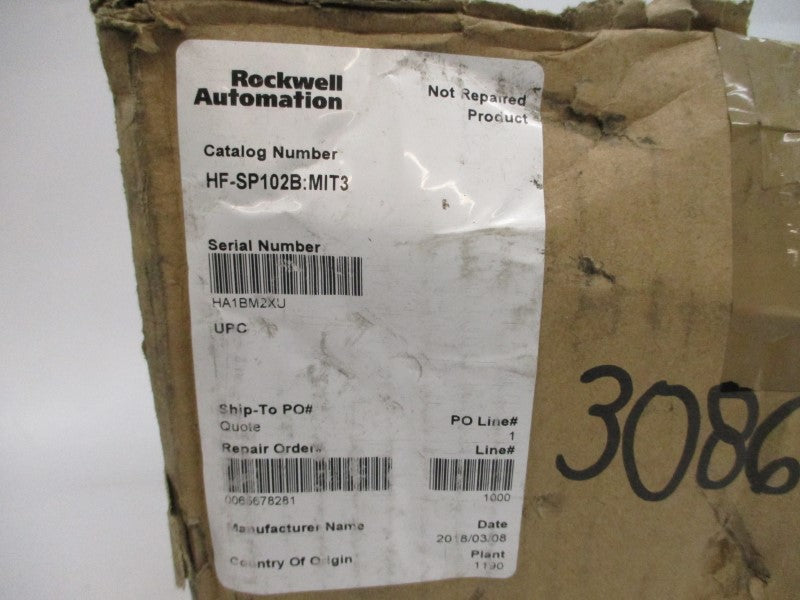 Rockwell
Automation
Not Repaired
Product
Catalog Number
HF-SP102B:MIT3
Serial Number
HA1BM2XU
UPC
Ship-To PO#
Quote
PO Line#
1
Repair Order#
Line#
0065678281
1000
Manufacturer Name
Date
2018/03/08
Country Of Origin
Plant
1190
3086